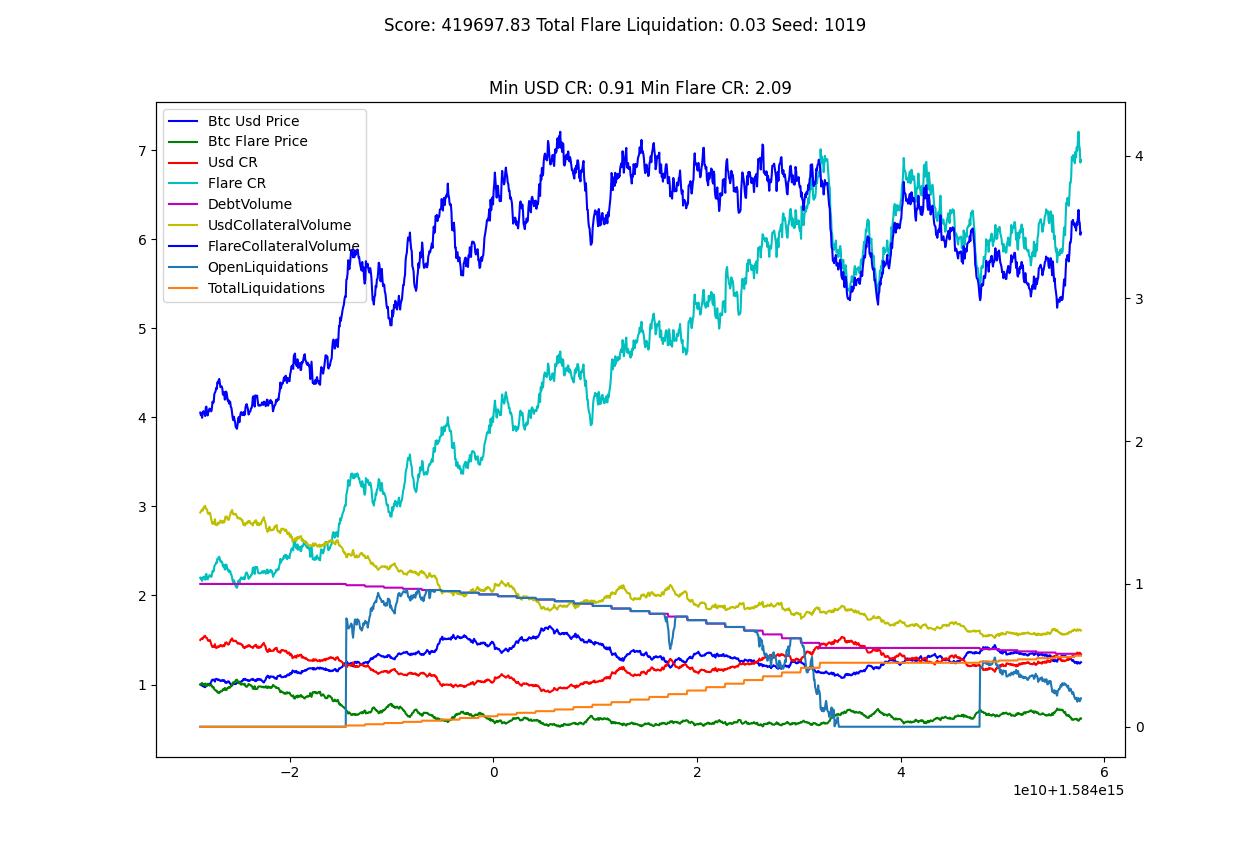 Score: 419697.83 Total Flare Liquidation: 0.03 Seed: 1019
Min USD CR: 0.91 Min Flare CR: 2.09
Btc Usd Price
Btc Flare Price
Usd CR
Flare CR
DebtVolume
UsdCollateralVolume
FlareCollateralVolume
OpenLiquidations
TotalLiquidations
7
6
5
4
3
2
1
4
3
2
1
0
−2
0
2
4
6
1e10+1.584e15